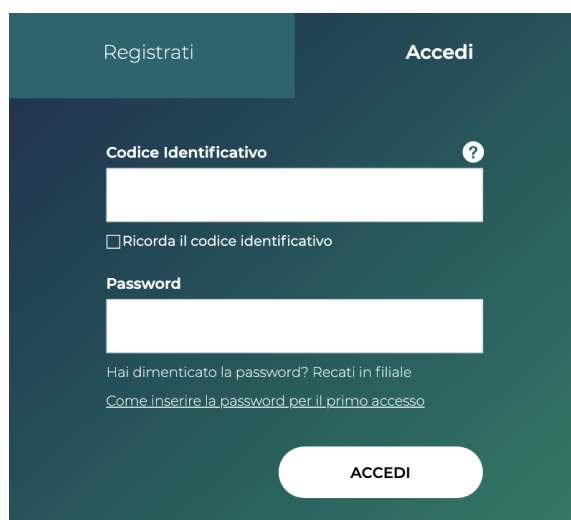 Registrati
Accedi
Codice Identificativo
?
Ricorda il codice identificativo
Password
Hai dimenticato la password? Recati in filiale
Come inserire la password per il primo accesso
ACCEDI